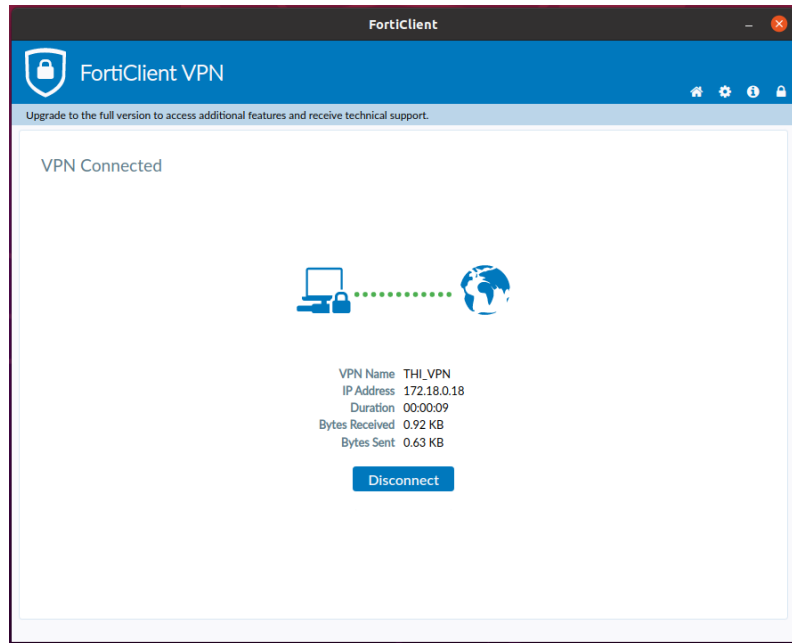 FortiClient
FortiClient VPN
Upgrade to the full version to access additional features and receive technical support.
VPN Connected
VPN Name THI_VPN
IP Address 172.18.0.18
Duration 00:00:09
Bytes Received 0.92 KB
Bytes Sent 0.63 KB
Disconnect